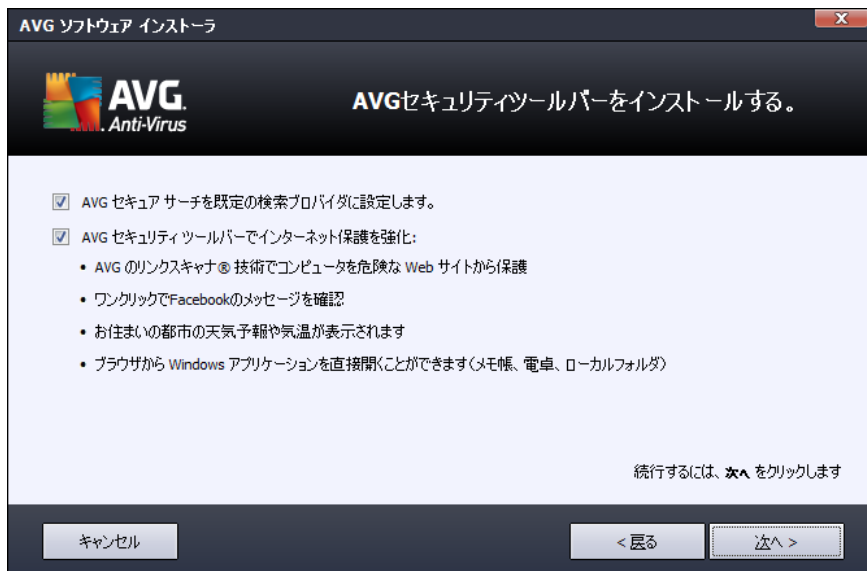 AVG ソフトウェア インストーラ
AVG.
Anti-Virus
AVGセキュリティツールバーをインストールする。
AVG セキュア サーチを既定の検索プロバイダに設定します。
AVG セキュリティ ツールバーでインターネット保護を強化:
• AVG のリンクスキャナ® 技術でコンピュータを危険な Web サイトから保護
• ワンクリックでFacebookのメッセージを確認
• お住まいの都市の天気予報や気温が表示されます
• ブラウザから Windows アプリケーションを直接開くことができます(メモ帳、電卓、ローカルフォルダ)
続行するには、次へ をクリックします
キャンセル
< 戻る
次へ >